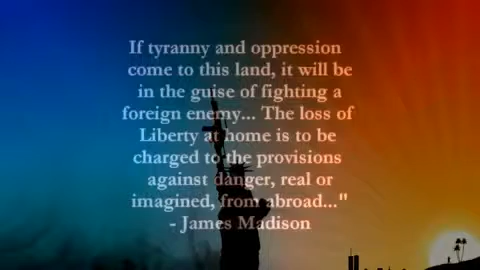 If tyranny and oppression
come to this land, it will be
in the guise of fighting a
foreign enemy... The loss of
Liberty at home is to be
charged to the provisions
against danger, real or
imagined, from abroad..."
- James Madison